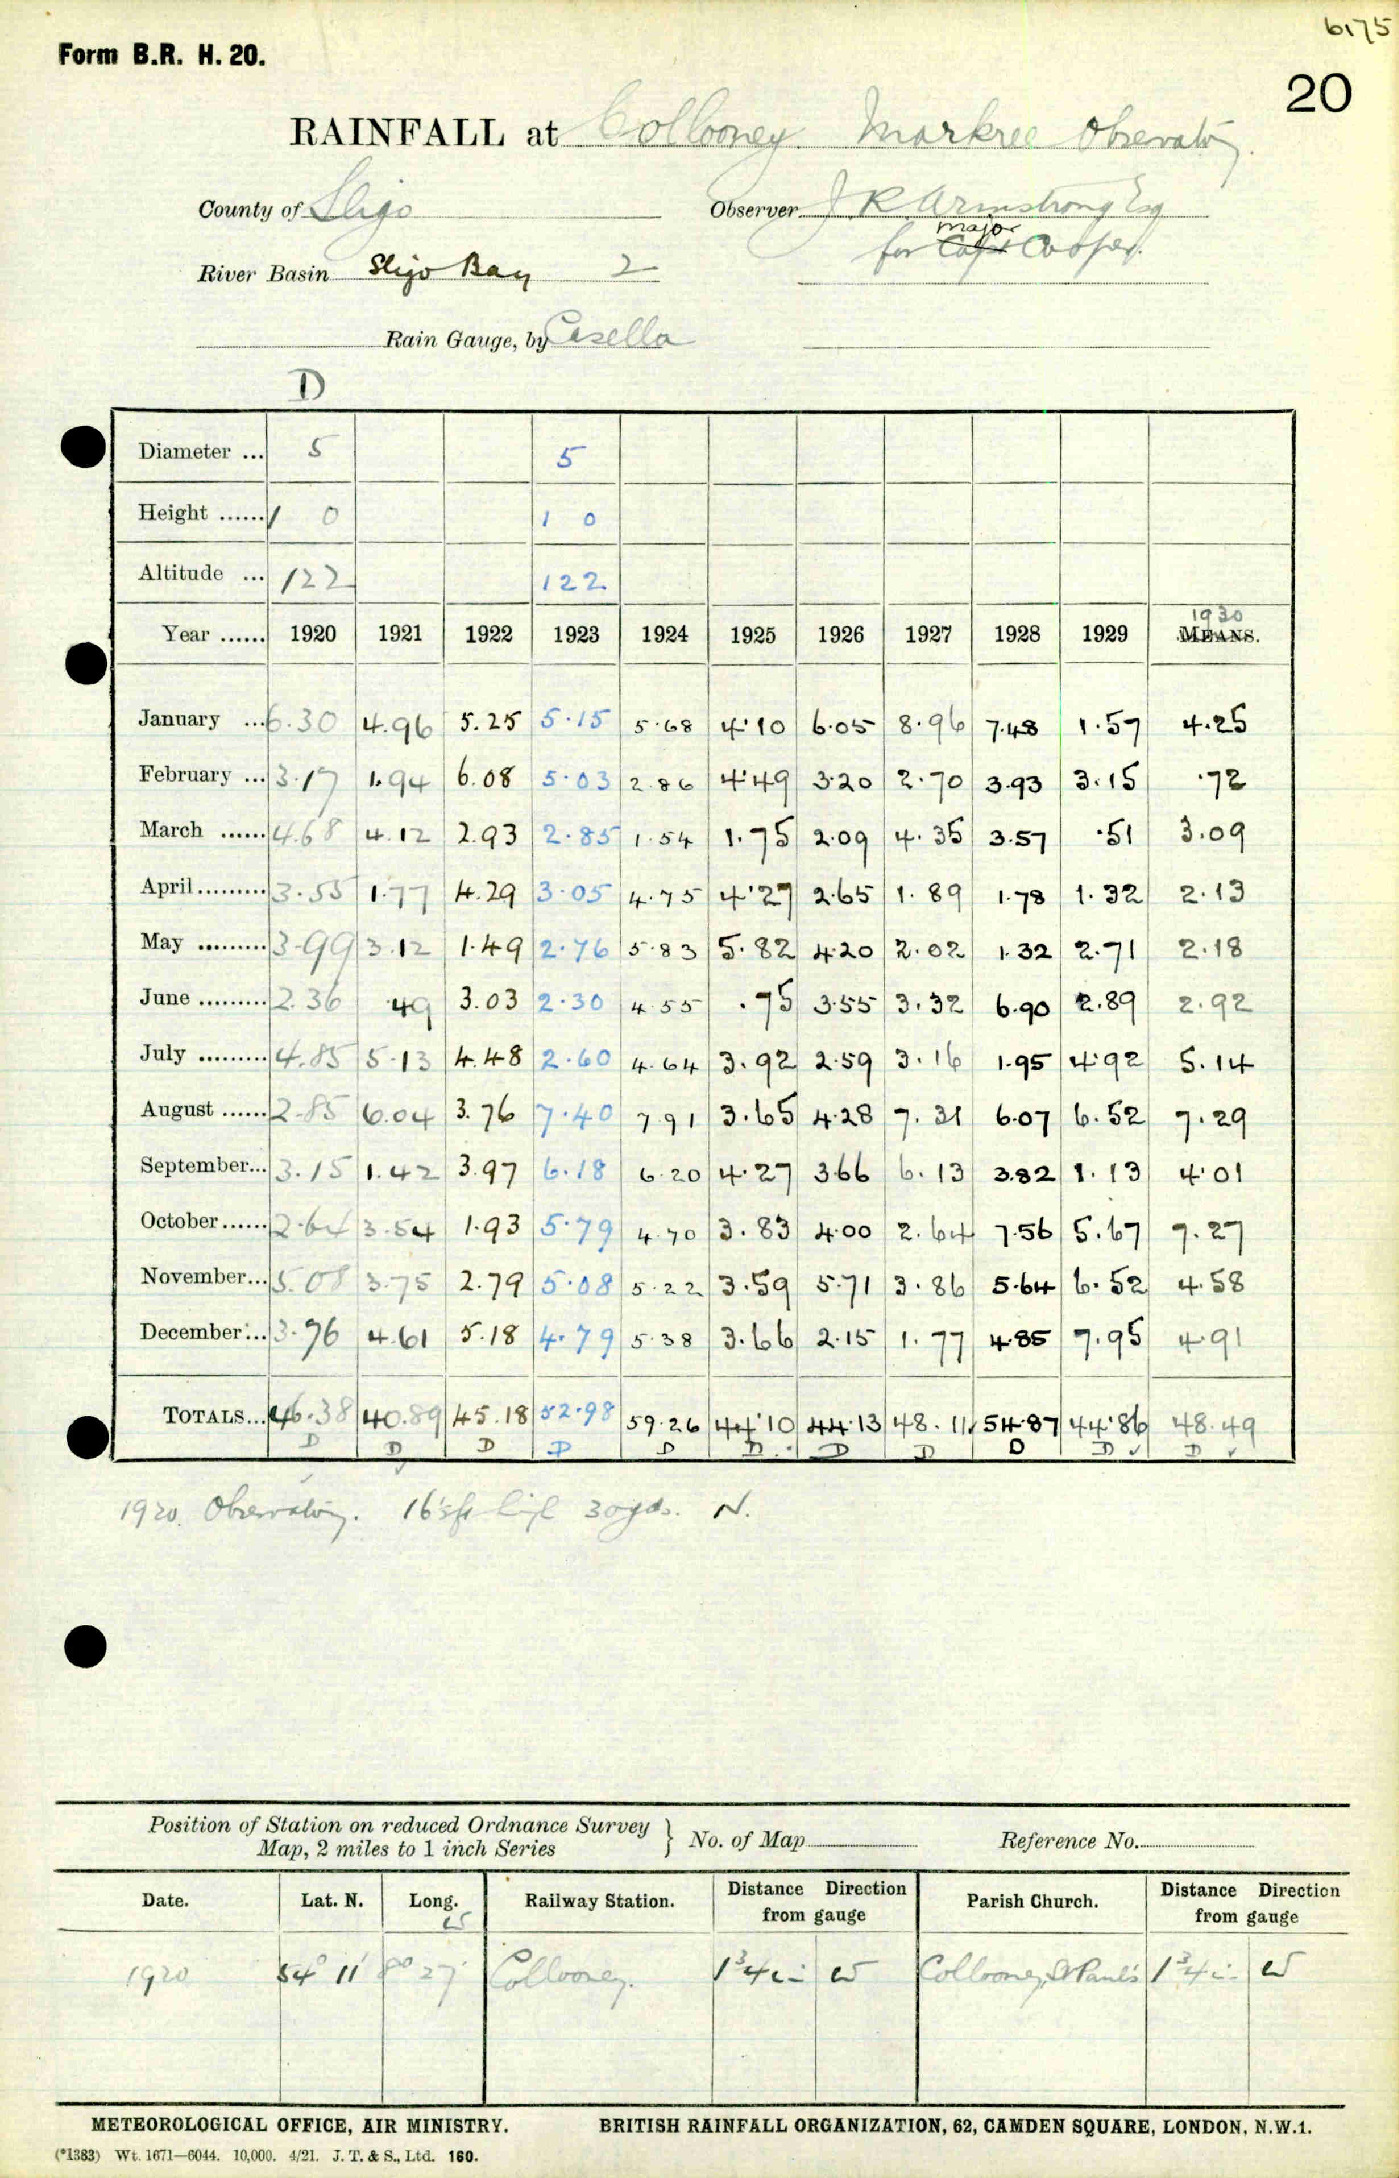 6175
Form B.R. H. 20.
20
RAINFALL at Collooney Markree Observatory.
County of Sligo Observer J R Armstrong Esq
major
for Capt Cooper.
River Basin Sligo Bay 2
Rain Gauge, by Casella
D
Diameter ... 5 5
Height ...... 1 0 1 0
Altitude ... 122 122
1930
Year ...... 1920 1921 1922 1923 1924 1925 1926 1927 1928 1929 MEANS.
January ... 6.30 4.96 5.25 5.15 5.68 4.10 6.05 8.96 7.48 1.57 4.25
February ... 3.17 1.94 6.08 5.03 2.86 4.49 3.20 2.70 3.93 3.15 .72
March ...... 4.68 4.12 2.93 2.85 1.54 1.75 2.09 4.35 3.57 .51 3.09
April ......... 3.55 1.77 4.29 3.05 4.75 4.27 2.65 1.89 1.78 1.32 2.13
May ......... 3.99 3.12 1.49 2.76 5.83 5.82 4.20 2.02 1.32 2.71 2.18
June ......... 2.36 .49 3.03 2.30 4.55 .75 3.55 3.32 6.90 2.89 2.92
July ......... 4.85 5.13 4.48 2.60 4.64 3.92 2.59 3.16 1.95 4.92 5.14
August ...... 2.85 6.04 3.76 7.40 7.91 3.65 4.28 7.31 6.07 6.52 7.29
September... 3.15 1.42 3.97 6.18 6.20 4.27 3.66 6.13 3.82 1.13 4.01
October...... 2.64 3.54 1.93 5.79 4.70 3.83 4.00 2.64 7.56 5.67 7.27
November... 5.08 3.75 2.79 5.08 5.22 3.59 5.71 3.86 5.64 6.52 4.58
December... 3.76 4.61 5.18 4.79 5.38 3.66 2.15 1.77 4.85 7.95 4.91
TOTALS... 46.38 40.89 45.18 52.98 59.26 44.10 44.13 48.11 54.87 44.86 48.49
D D D D D D D D D D D
1920 Observatory. 16.5ft high 30yds. N.
Position of Station on reduced Ordnance Survey
Map, 2 miles to 1 inch Series } No. of Map Reference No.
Date. Lat. N. Long. W Railway Station. Distance Direction from gauge Parish Church. Distance Direction from gauge
1920 54° 11' 8° 27' Collooney. 1 3/4 W Collooney, St Paul's 1 3/4 W
METEOROLOGICAL OFFICE, AIR MINISTRY. BRITISH RAINFALL ORGANIZATION, 62, CAMDEN SQUARE, LONDON, N.W.1.
(*1383) Wt. 1671—6044. 10,000. 4/21. J. T. & S., Ltd. 160.